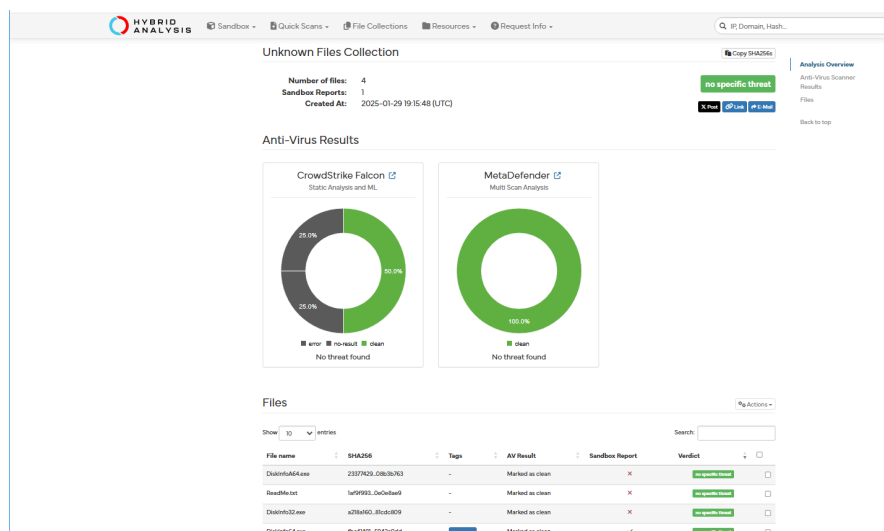 HYBRID
ANALYSIS
Sandbox
Quick Scans
File Collections
Resources
Request Info
IP, Domain, Hash...
Unknown Files Collection
Copy SHA256s
Number of files: 4
Sandbox Reports: 1
Created At: 2025-01-29 19:15:48 (UTC)
no specific threat
X Post
Link
E-Mail
Analysis Overview
Anti-Virus Scanner
Results
Files
Back to top
Anti-Virus Results
CrowdStrike Falcon
Static Analysis and ML
25.0%
50.0%
25.0%
error no-result clean
No threat found
MetaDefender
Multi Scan Analysis
100.0%
clean
No threat found
Files
Actions
Show 10 entries
Search:
File name SHA256 Tags AV Result Sandbox Report Verdict
DiskInfoA64.exe 23377429...08b3b763 - Marked as clean no specific threat
ReadMe.txt 1af9f993...0e0e8ae9 - Marked as clean no specific threat
DiskInfo32.exe a218a160...81cdc809 - Marked as clean no specific threat